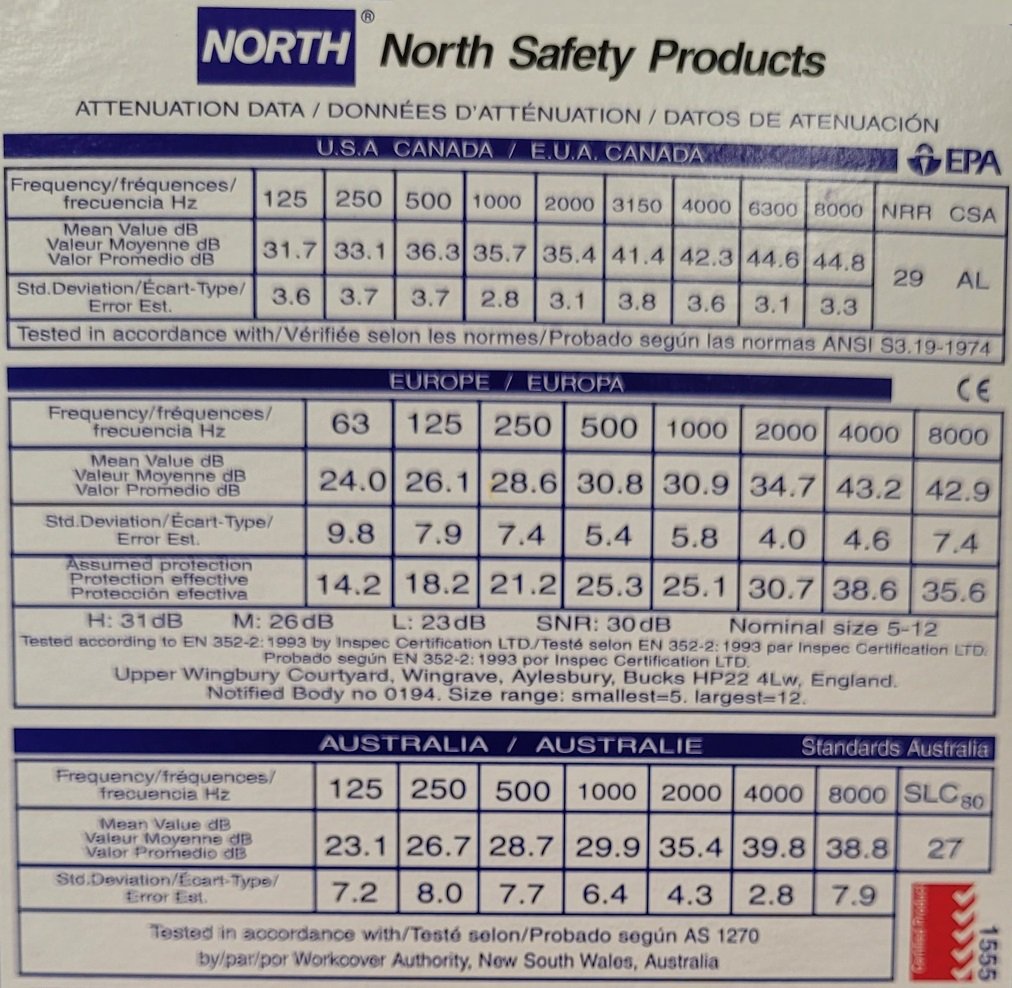 NORTH ® North Safety Products
ATTENUATION DATA / DONNÉES D'ATTÉNUATION / DATOS DE ATENUACIÓN
U.S.A CANADA / E.U.A. CANADA EPA
Frequency/fréquences/
frecuencia Hz 125 250 500 1000 2000 3150 4000 6300 8000 NRR CSA
Mean Value dB
Valeur Moyenne dB
Valor Promedio dB 31.7 33.1 36.3 35.7 35.4 41.4 42.3 44.6 44.8 29 AL
Std.Deviation/Écart-Type/
Error Est. 3.6 3.7 3.7 2.8 3.1 3.8 3.6 3.1 3.3
Tested in accordance with/Vérifiée selon les normes/Probado según las normas ANSI S3.19-1974
EUROPE / EUROPA CE
Frequency/fréquences/
frecuencia Hz 63 125 250 500 1000 2000 4000 8000
Mean Value dB
Valeur Moyenne dB
Valor Promedio dB 24.0 26.1 28.6 30.8 30.9 34.7 43.2 42.9
Std.Deviation/Écart-Type/
Error Est. 9.8 7.9 7.4 5.4 5.8 4.0 4.6 7.4
Assumed protection
Protection effective
Protección efectiva 14.2 18.2 21.2 25.3 25.1 30.7 38.6 35.6
H: 31dB M: 26dB L: 23dB SNR: 30dB Nominal size 5-12
Tested according to EN 352-2: 1993 by Inspec Certification LTD./Testé selon EN 352-2: 1993 par Inspec Certification LTD.
Probado según EN 352-2: 1993 por Inspec Certification LTD.
Upper Wingbury Courtyard, Wingrave, Aylesbury, Bucks HP22 4Lw, England.
Notified Body no 0194. Size range: smallest=5. largest=12.
AUSTRALIA / AUSTRALIE Standards Australia
Frequency/fréquences/
frecuencia Hz 125 250 500 1000 2000 4000 8000 SLC80
Mean Value dB
Valeur Moyenne dB
Valor Promedio dB 23.1 26.7 28.7 29.9 35.4 39.8 38.8 27
Std.Deviation/Écart-Type/
Error Est. 7.2 8.0 7.7 6.4 4.3 2.8 7.9
Tested in accordance with/Testé selon/Probado según AS 1270
by/par/por Workcover Authority, New South Wales, Australia
Certified Product
1555